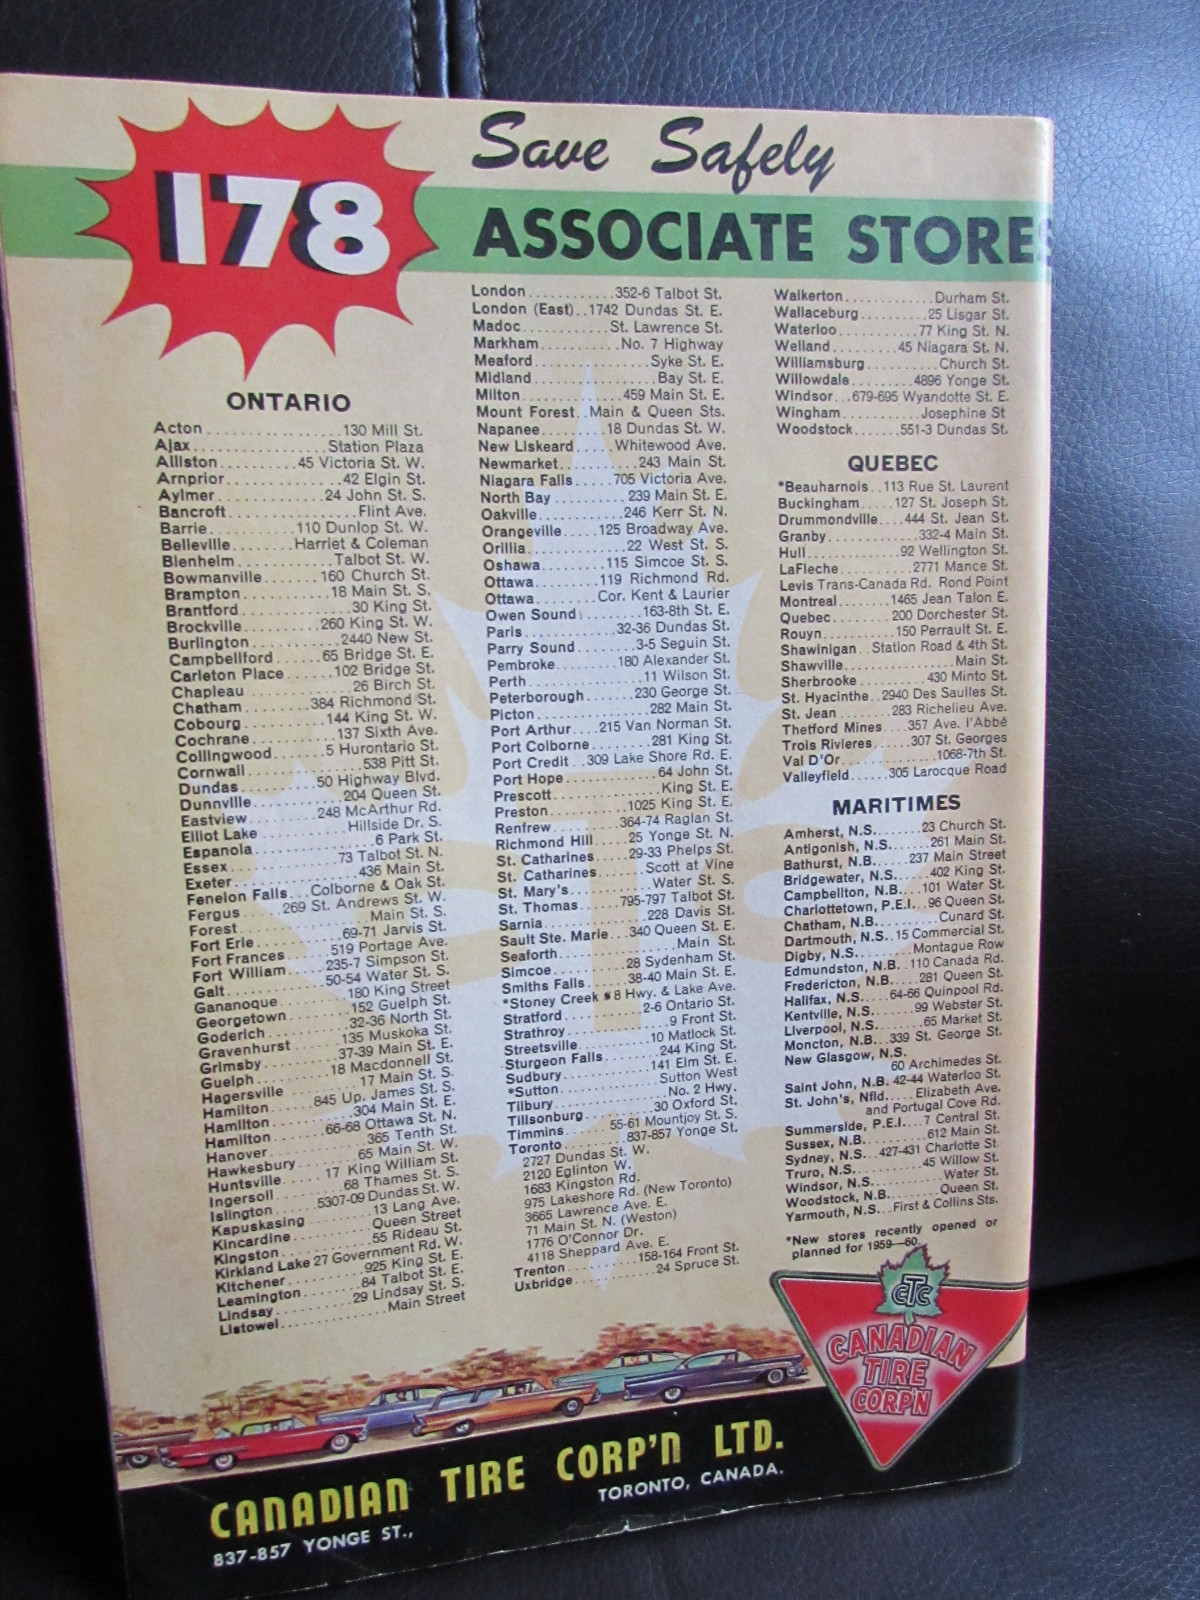 178
Save Safely
ASSOCIATE STORES
ONTARIO
Acton..............130 Mill St.
Ajax..............Station Plaza
Alliston..........45 Victoria St. W.
Arnprior..............42 Elgin St.
Aylmer..............24 John St. S.
Bancroft..............Flint Ave.
Barrie..........110 Dunlop St. W.
Belleville........Harriet & Coleman
Blenheim............Talbot St. W.
Bowmanville.......160 Church St.
Brampton..........18 Main St. S.
Brantford............30 King St.
Brockville........260 King St. W.
Burlington..........2440 New St.
Campbellford......65 Bridge St. E.
Carleton Place......102 Bridge St.
Chapleau............26 Birch St.
Chatham..........384 Richmond St.
Cobourg..........144 King St. W.
Cochrane..........137 Sixth Ave.
Collingwood......5 Hurontario St.
Cornwall............538 Pitt St.
Dundas..........50 Highway Blvd.
Dunnville..........204 Queen St.
Eastview........248 McArthur Rd.
Elliot Lake........Hillside Dr. S.
Espanola..............6 Park St.
Essex............73 Talbot St. N.
Exeter..............436 Main St.
Fenelon Falls...Colborne & Oak St.
Fergus......269 St. Andrews St. W.
Forest..............Main St. S.
Fort Erle..........69-71 Jarvis St.
Fort Frances......519 Portage Ave.
Fort William......235-7 Simpson St.
Galt............50-54 Water St. S.
Gananoque........180 King Street
Georgetown........152 Guelph St.
Goderich..........32-36 North St.
Gravenhurst......135 Muskoka St.
Grimsby..........37-39 Main St. E.
Guelph..........18 Macdonnell St.
Hagersville........17 Main St. S.
Hamilton......845 Up. James St. S.
Hamilton..........304 Main St. E.
Hamilton......66-68 Ottawa St. N.
Hanover............365 Tenth St.
Hawkesbury........65 Main St. W.
Huntsville......17 King William St.
Ingersoll........68 Thames St. S.
Islington......5307-09 Dundas St. W.
Kapuskasing..........13 Lang Ave.
Kincardine..........Queen Street
Kingston..........55 Rideau St.
Kirkland Lake 27 Government Rd. W.
Kitchener..........925 King St. E.
Leamington........84 Talbot St. E.
Lindsay..........29 Lindsay St. S.
Listowel............Main Street
London............352-6 Talbot St.
London (East)..1742 Dundas St. E.
Madoc............St. Lawrence St.
Markham..........No. 7 Highway
Meaford..............Syke St. E.
Midland..............Bay St. E.
Milton............459 Main St. E.
Mount Forest..Main & Queen Sts.
Napanee..........18 Dundas St. W.
New Liskeard......Whitewood Ave.
Newmarket..........243 Main St.
Niagara Falls......705 Victoria Ave.
North Bay........239 Main St. E.
Oakville............246 Kerr St. N.
Orangeville......125 Broadway Ave.
Orillia............22 West St. S.
Oshawa..........115 Simcoe St. S.
Ottawa..........119 Richmond Rd.
Ottawa........Cor. Kent & Laurier
Owen Sound........163-8th St. E.
Paris............32-36 Dundas St.
Parry Sound........3-5 Seguin St.
Pembroke........180 Alexander St.
Perth..............11 Wilson St.
Peterborough......230 George St.
Picton..............282 Main St.
Port Arthur......215 Van Norman St.
Port Colborne........281 King St.
Port Credit..309 Lake Shore Rd. E.
Port Hope............64 John St.
Prescott..............King St. E.
Preston..........1025 King St. E.
Renfrew..........364-74 Raglan St.
Richmond Hill....25 Yonge St. N.
St. Catharines....29-33 Phelps St.
St. Catharines......Scott at Vine
St. Mary's..........Water St. S.
St. Thomas....795-797 Talbot St.
Sarnia............228 Davis St.
Sault Ste. Marie...340 Queen St. E.
Seaforth..............Main St.
Simcoe..........28 Sydenham St.
Smiths Falls......38-40 Main St. E.
*Stoney Creek #8 Hwy. & Lake Ave.
Stratford..........2-6 Ontario St.
Strathroy............9 Front St.
Streetsville........10 Matlock St.
Sturgeon Falls......244 King St.
Sudbury..........141 Elm St. E.
*Sutton............Sutton West
Tilbury............No. 2 Hwy.
Tillsonburg........30 Oxford St.
Timmins......55-61 Mountjoy St. S.
Toronto..........837-857 Yonge St.
2727 Dundas St. W.
2120 Eglinton W.
1683 Kingston Rd.
975 Lakeshore Rd. (New Toronto)
3665 Lawrence Ave. E.
71 Main St. N. (Weston)
1776 O'Connor Dr.
4118 Sheppard Ave. E.
Trenton..........158-164 Front St.
Uxbridge..........24 Spruce St.
Walkerton............Durham St.
Wallaceburg........25 Lisgar St.
Waterloo..........77 King St. N.
Welland..........45 Niagara St. N.
Williamsburg........Church St.
Willowdale........4896 Yonge St.
Windsor...679-695 Wyandotte St. E.
Wingham............Josephine St
Woodstock......551-3 Dundas St.
QUEBEC
*Beauharnois..113 Rue St. Laurent
Buckingham.....127 St. Joseph St.
Drummondville....444 St. Jean St.
Granby............332-4 Main St.
Hull............92 Wellington St.
LaFleche..........2771 Mance St.
Levis Trans-Canada Rd. Rond Point
Montreal........1465 Jean Talon E.
Quebec........200 Dorchester St.
Rouyn..........150 Perrault St. E.
Shawinigan..Station Road & 4th St.
Shawville..............Main St.
Sherbrooke..........430 Minto St.
St. Hyacinthe..2940 Des Saulles St.
St. Jean........283 Richelieu Ave.
Thetford Mines....357 Ave. l'Abbé
Trois Rivieres......307 St. Georges
Val D'Or............1068-7th St.
Valleyfield......305 Larocque Road
MARITIMES
Amherst, N.S.......23 Church St.
Antigonish, N.S.......261 Main St.
Bathurst, N.B.....237 Main Street
Bridgewater, N.S.....402 King St.
Campbellton, N.B....101 Water St.
Charlottetown, P.E.I...96 Queen St.
Chatham, N.B.........Cunard St.
Dartmouth, N.S..15 Commercial St.
Digby, N.S.........Montague Row
Edmundston, N.B..110 Canada Rd.
Fredericton, N.B.....281 Queen St.
Halifax, N.S.....64-66 Quinpool Rd.
Kentville, N.S.......99 Webster St.
Liverpool, N.S.......65 Market St.
Moncton, N.B...339 St. George St.
New Glasgow, N.S.
60 Archimedes St.
Saint John, N.B. 42-44 Waterloo St.
St. John's, Nfld.....Elizabeth Ave.
and Portugal Cove Rd.
Summerside, P.E.I....7 Central St.
Sussex, N.B.........612 Main St.
Sydney, N.S...427-431 Charlotte St.
Truro, N.S..........45 Willow St.
Windsor, N.S.........Water St.
Woodstock, N.B.......Queen St.
Yarmouth, N.S...First & Collins Sts.
*New stores recently opened or
planned for 1959—60.
CTC
CANADIAN
TIRE
CORP'N
CANADIAN TIRE CORP'N LTD.
837-857 YONGE ST., TORONTO, CANADA.